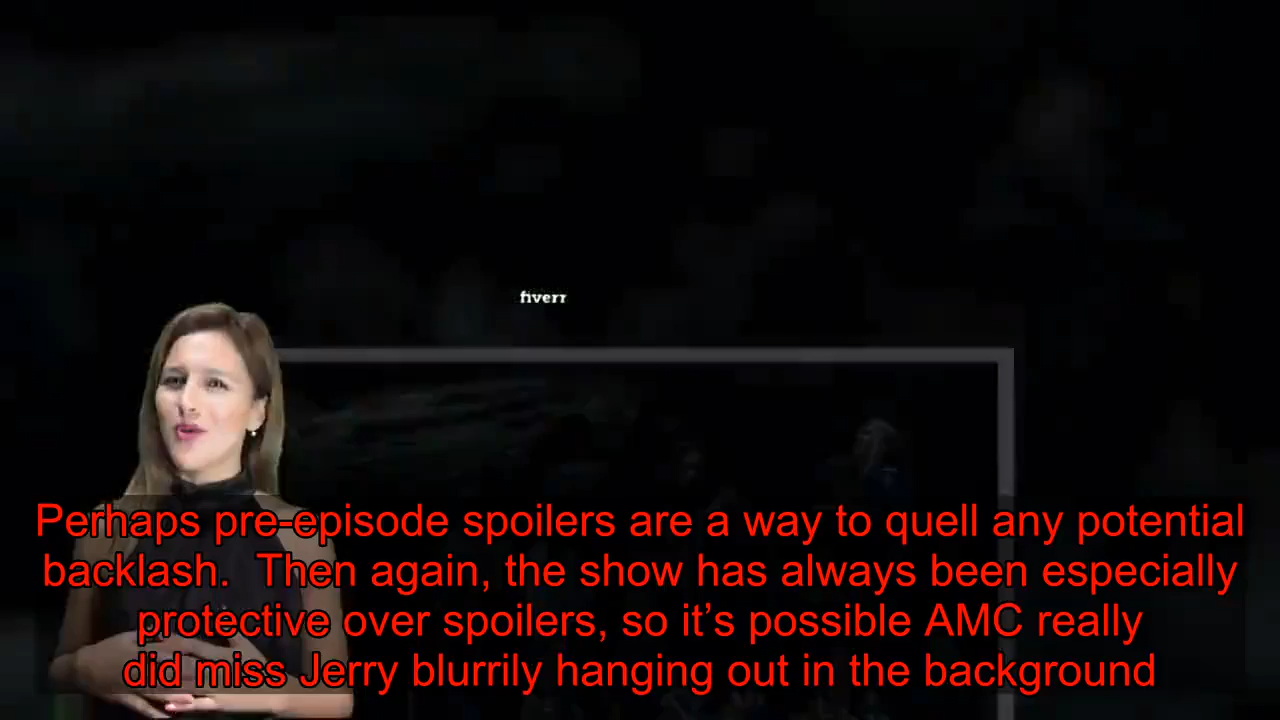 fiverr
Perhaps pre-episode spoilers are a way to quell any potential
backlash.  Then again, the show has always been especially
protective over spoilers, so it’s possible AMC really
did miss Jerry blurrily hanging out in the background